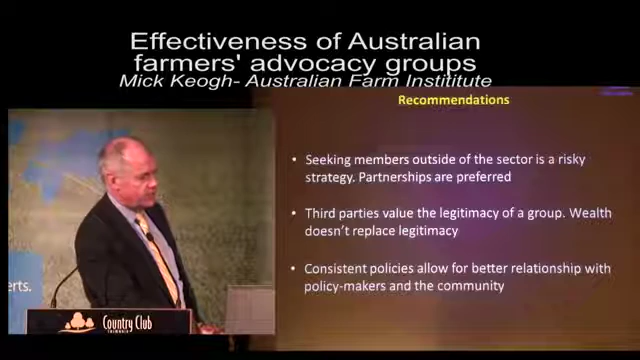 Effectiveness of Australian
farmers' advocacy groups
Mick Keogh- Australian Farm Instititute
Recommendations
• Seeking members outside of the sector is a risky
strategy. Partnerships are preferred
• Third parties value the legitimacy of a group. Wealth
doesn't replace legitimacy
• Consistent policies allow for better relationship with
policy-makers and the community
erts.
Country Club
TASMANIA